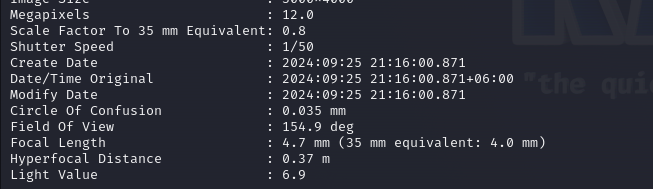 Megapixels : 12.0
Scale Factor To 35 mm Equivalent: 0.8
Shutter Speed : 1/50
Create Date : 2024:09:25 21:16:00.871
Date/Time Original : 2024:09:25 21:16:00.871+06:00
Modify Date : 2024:09:25 21:16:00.871
"the qui
Circle Of Confusion : 0.035 mm
Field Of View : 154.9 deg
Focal Length : 4.7 mm (35 mm equivalent: 4.0 mm)
Hyperfocal Distance : 0.37 m
Light Value : 6.9